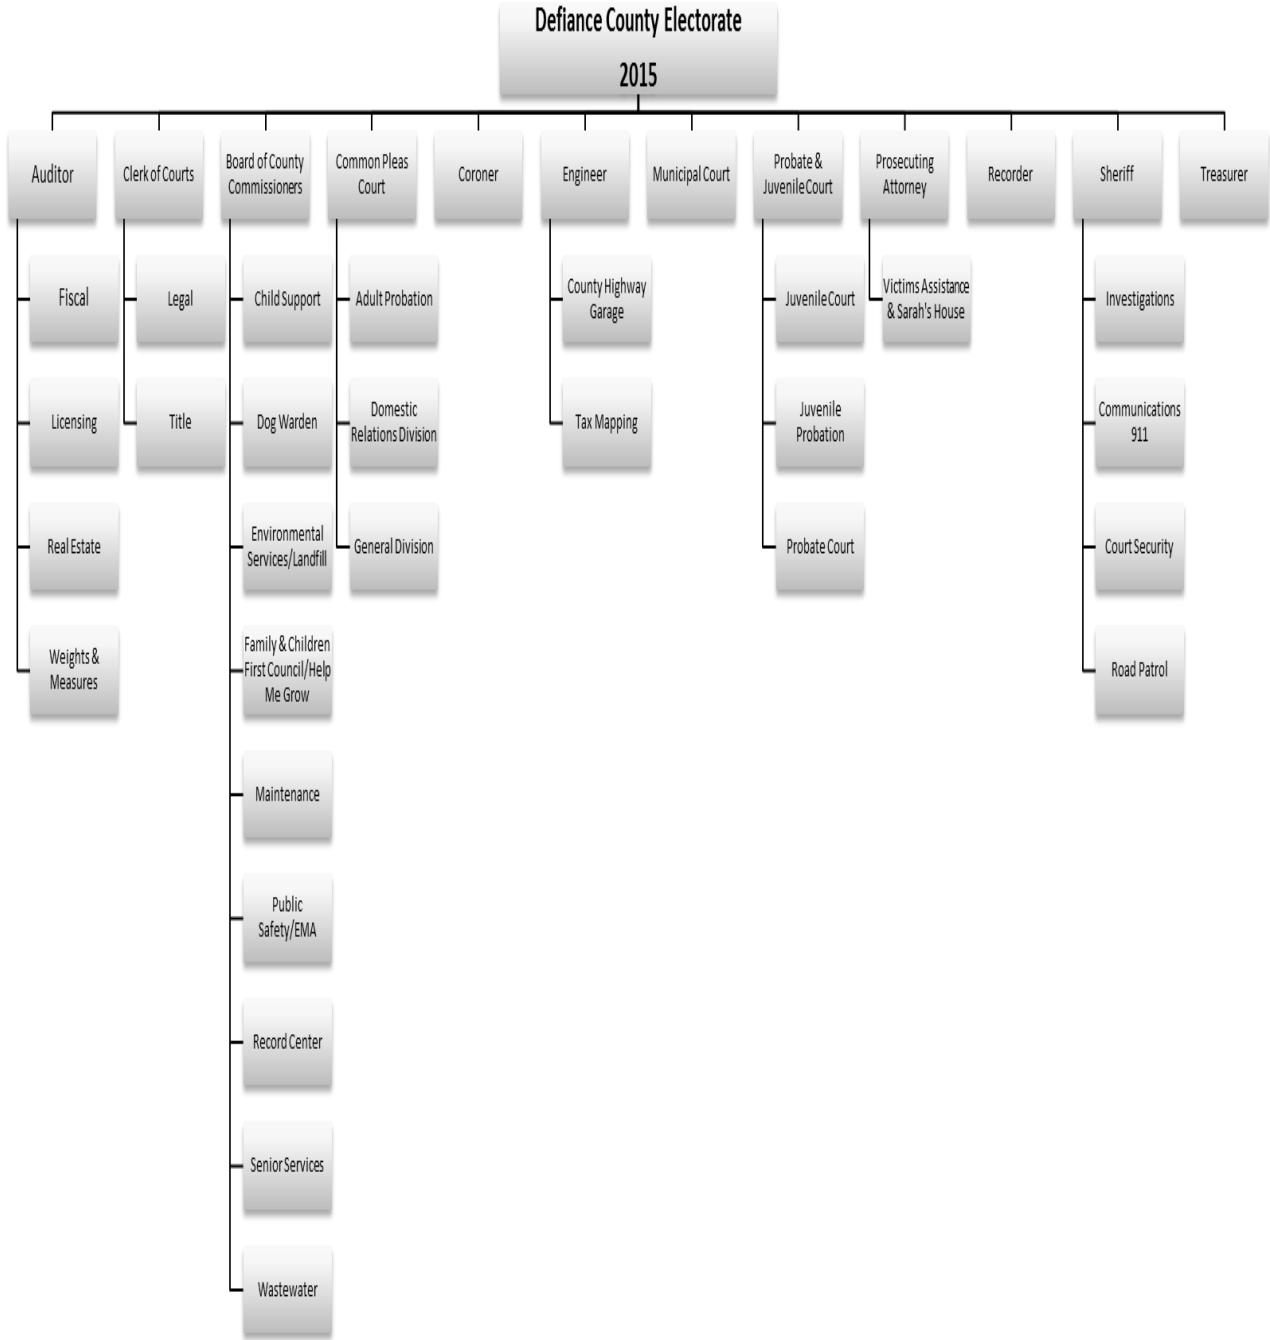 Defiance County Electorate
2015
Auditor
Clerk of Courts
Board of County
Commissioners
Common Pleas
Court
Coroner
Engineer
Municipal Court
Probate &
Juvenile Court
Prosecuting
Attorney
Recorder
Sheriff
Treasurer
Fiscal
Licensing
Real Estate
Weights &
Measures
Legal
Title
Child Support
Dog Warden
Environmental
Services/Landfill
Family & Children
First Council/Help
Me Grow
Maintenance
Public
Safety/EMA
Record Center
Senior Services
Wastewater
Adult Probation
Domestic
Relations Division
General Division
County Highway
Garage
Tax Mapping
Juvenile Court
Juvenile
Probation
Probate Court
Victims Assistance
& Sarah's House
Investigations
Communications
911
Court Security
Road Patrol